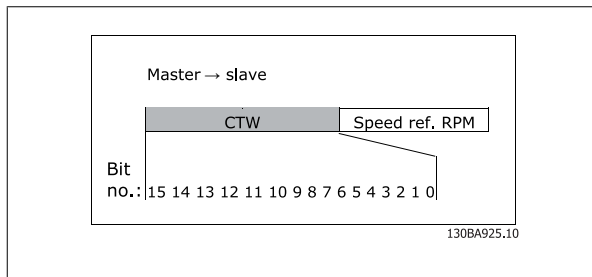 Master → slave
CTW Speed ref. RPM
Bit
no.: 15 14 13 12 11 10 9 8 7 6 5 4 3 2 1 0
130BA925.10